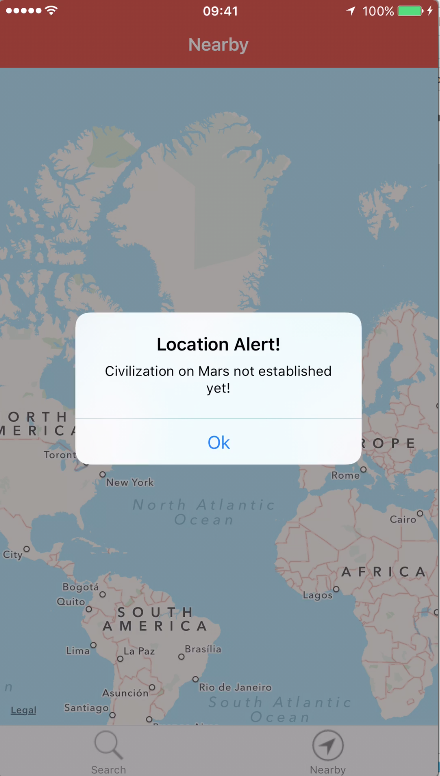 09:41
100%
Nearby
Location Alert!
Civilization on Mars not established
yet!
Ok
ORTH
MERICA
ROPE
Toront
New York
Rome
North Atlantic
Ocean
Cairo
City
AFRICA
Bogotá
Quito
Lagos
SOUTH
AMERICA
Lima
La Paz
Brasília
Asunción
Rio de Janeiro
Santiago
South Atlantic
Ocean
n
Legal
Search
Nearby